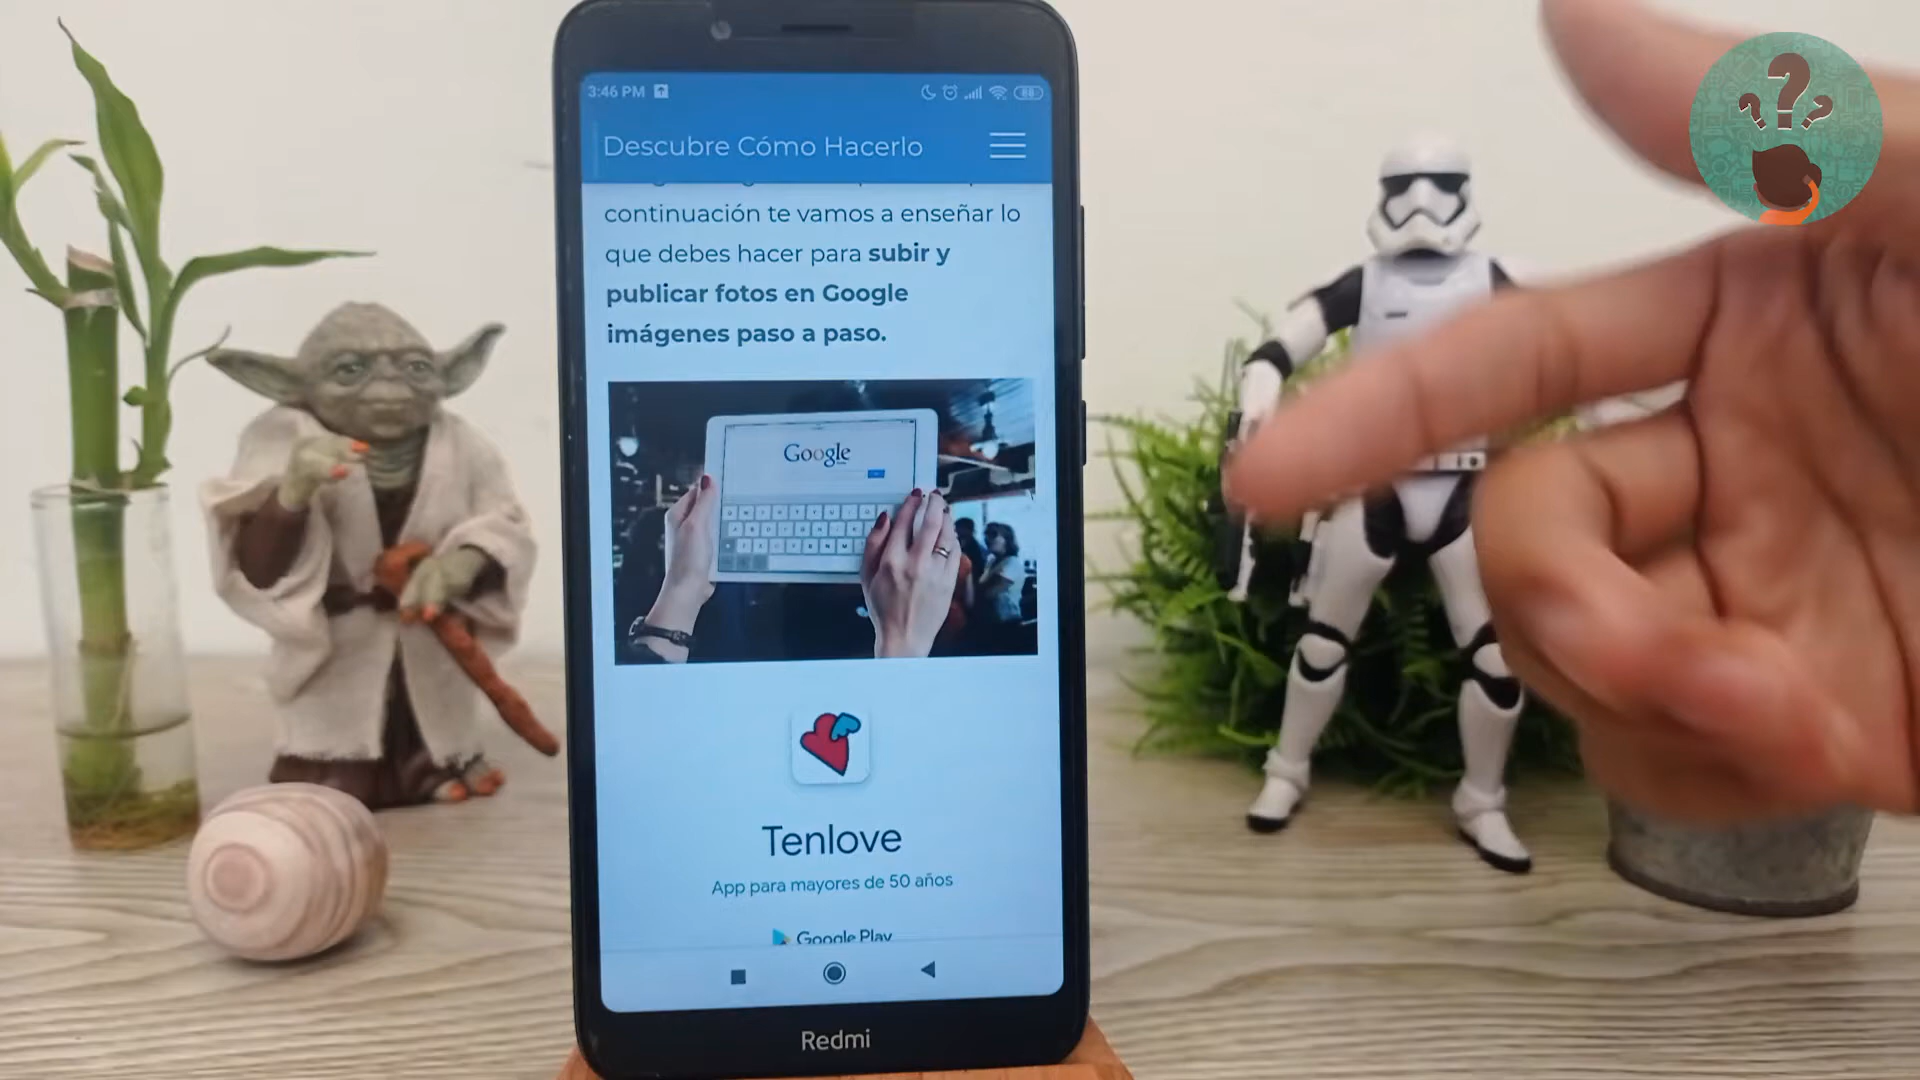 3:46 PM
88
Descubre Cómo Hacerlo
continuación te vamos a enseñar lo
que debes hacer para subir y
publicar fotos en Google
imágenes paso a paso.
Google
Tenlove
App para mayores de 50 años
Google Play
Redmi